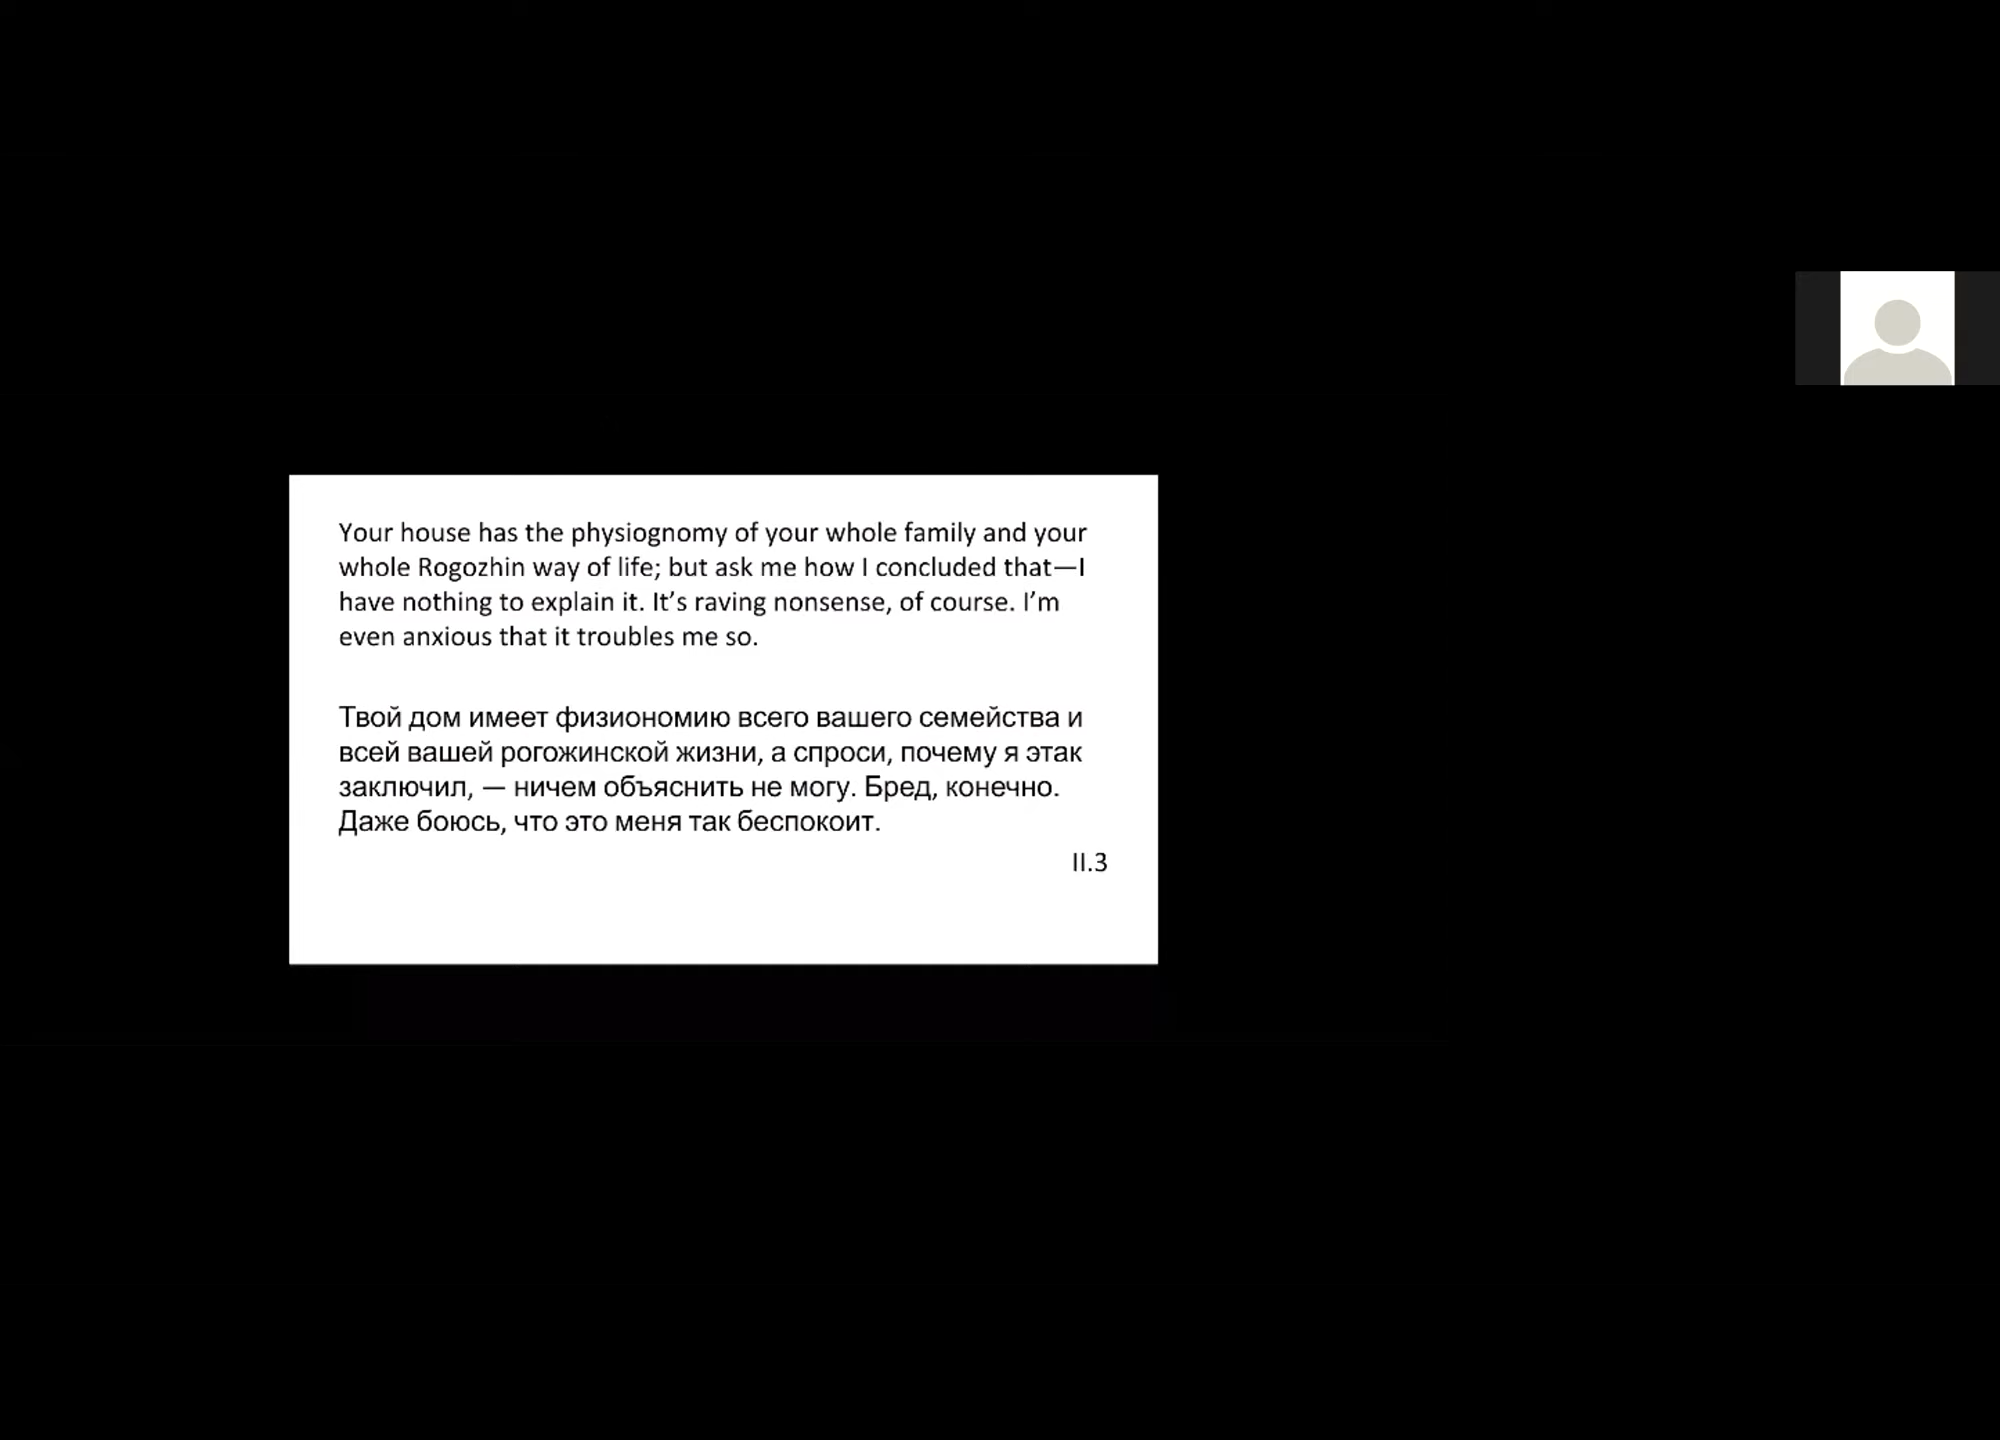 Your house has the physiognomy of your whole family and your
whole Rogozhin way of life; but ask me how I concluded that—I
have nothing to explain it. It’s raving nonsense, of course. I’m
even anxious that it troubles me so.
Твой дом имеет физиономию всего вашего семейства и
всей вашей рогожинской жизни, а спроси, почему я этак
заключил, — ничем объяснить не могу. Бред, конечно.
Даже боюсь, что это меня так беспокоит.
II.3